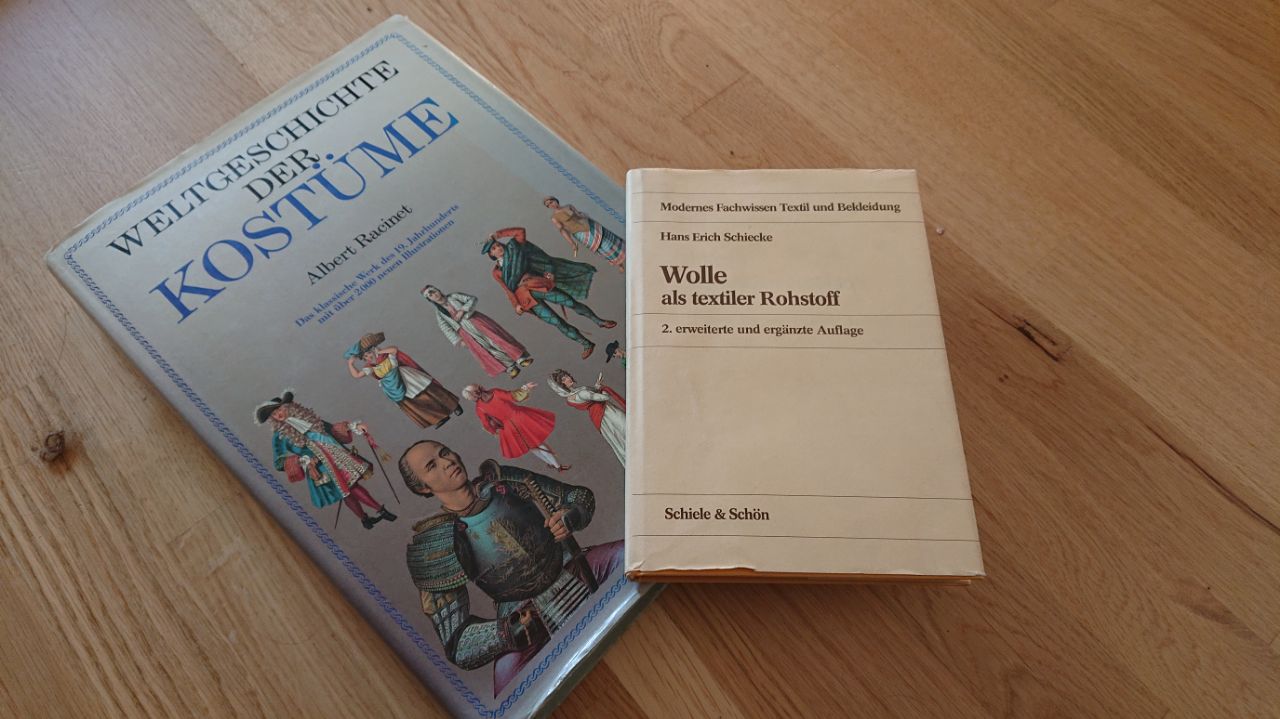 WELTGESCHICHTE
DER
KOSTÜME
Albert Racinet
Das klassische Werk des 19. Jahrhunderts
mit über 2000 neuen Illustrationen
Modernes Fachwissen Textil und Bekleidung
Hans Erich Schiecke
Wolle
als textiler Rohstoff
2. erweiterte und ergänzte Auflage
Schiele & Schön